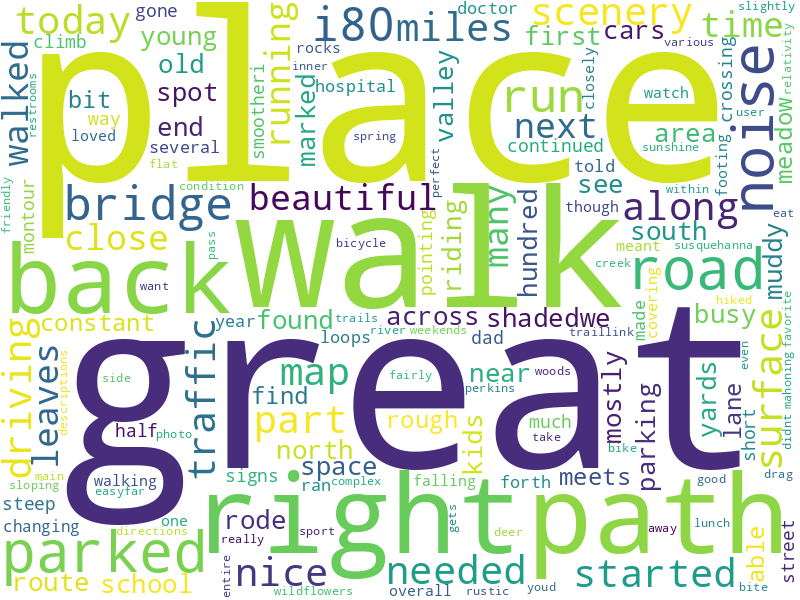 today gone doctor slightly
climb young i80miles scenery first cars time various
place
walked restrooms old rocks inner hospital running smootheri marked valley run closely watch crossing noise meadow relativity
bit spot
way end loved several spring next continued area user
flat perfect told sunshine footing
friendly condition beautiful see within
montour bridge walk though along
close pass bicycle pointing riding many hundred south meant susquehanna muddy eat
back want creek road
covering made hiked busy
constant year found across shadedwe
loops trails river weekends dad traillink
driving leaves descriptions traffic great surface favorite
side map fairly near woods mostly yards even
find perkins lane short didnt mahoning
half photo part rough kids much take parking bike
north
main walking signs space forth meets good drag
sloping easyfar ran complex falling
steep right path
changing one rode gets deer away lunch
directions really sport street able
parked nice needed started
route school entire wildflowers overall rustic youd bite